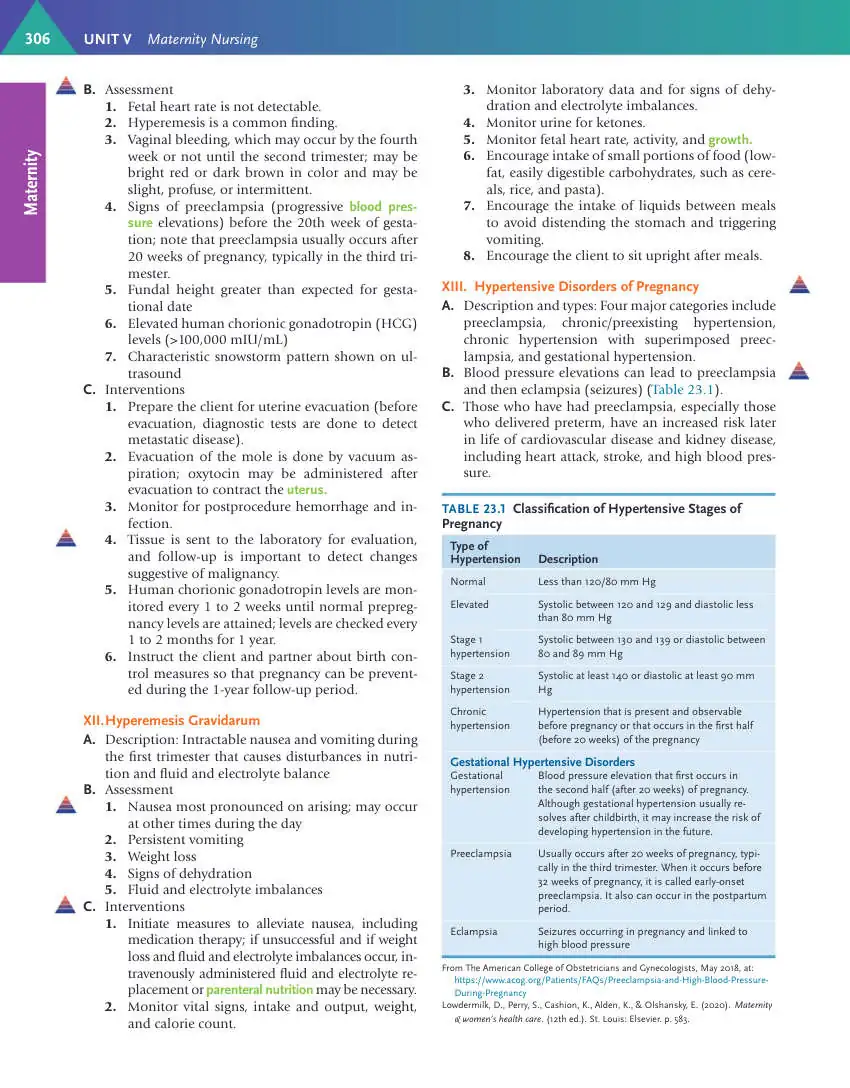 306 UNIT V Maternity Nursing
Maternity
B. Assessment
1. Fetal heart rate is not detectable.
2. Hyperemesis is a common finding.
3. Vaginal bleeding, which may occur by the fourth
week or not until the second trimester; may be
bright red or dark brown in color and may be
slight, profuse, or intermittent.
4. Signs of preeclampsia (progressive blood pres-
sure elevations) before the 20th week of gesta-
tion; note that preeclampsia usually occurs after
20 weeks of pregnancy, typically in the third tri-
mester.
5. Fundal height greater than expected for gesta-
tional date
6. Elevated human chorionic gonadotropin (HCG)
levels (>100,000 mIU/mL)
7. Characteristic snowstorm pattern shown on ul-
trasound
C. Interventions
1. Prepare the client for uterine evacuation (before
evacuation, diagnostic tests are done to detect
metastatic disease).
2. Evacuation of the mole is done by vacuum as-
piration; oxytocin may be administered after
evacuation to contract the uterus.
3. Monitor for postprocedure hemorrhage and in-
fection.
4. Tissue is sent to the laboratory for evaluation,
and follow-up is important to detect changes
suggestive of malignancy.
5. Human chorionic gonadotropin levels are mon-
itored every 1 to 2 weeks until normal prepreg-
nancy levels are attained; levels are checked every
1 to 2 months for 1 year.
6. Instruct the client and partner about birth con-
trol measures so that pregnancy can be prevent-
ed during the 1-year follow-up period.
XII. Hyperemesis Gravidarum
A. Description: Intractable nausea and vomiting during
the first trimester that causes disturbances in nutri-
tion and fluid and electrolyte balance
B. Assessment
1. Nausea most pronounced on arising; may occur
at other times during the day
2. Persistent vomiting
3. Weight loss
4. Signs of dehydration
5. Fluid and electrolyte imbalances
C. Interventions
1. Initiate measures to alleviate nausea, including
medication therapy; if unsuccessful and if weight
loss and fluid and electrolyte imbalances occur, in-
travenously administered fluid and electrolyte re-
placement or parenteral nutrition may be necessary.
2. Monitor vital signs, intake and output, weight,
and calorie count.
3. Monitor laboratory data and for signs of dehy-
dration and electrolyte imbalances.
4. Monitor urine for ketones.
5. Monitor fetal heart rate, activity, and growth.
6. Encourage intake of small portions of food (low-
fat, easily digestible carbohydrates, such as cere-
als, rice, and pasta).
7. Encourage the intake of liquids between meals
to avoid distending the stomach and triggering
vomiting.
8. Encourage the client to sit upright after meals.
XIII. Hypertensive Disorders of Pregnancy
A. Description and types: Four major categories include
preeclampsia, chronic/preexisting hypertension,
chronic hypertension with superimposed preec-
lampsia, and gestational hypertension.
B. Blood pressure elevations can lead to preeclampsia
and then eclampsia (seizures) (Table 23.1).
C. Those who have had preeclampsia, especially those
who delivered preterm, have an increased risk later
in life of cardiovascular disease and kidney disease,
including heart attack, stroke, and high blood pres-
sure.
TABLE 23.1 Classification of Hypertensive Stages of
Pregnancy
Type of
Hypertension Description
Normal Less than 120/80 mm Hg
Elevated Systolic between 120 and 129 and diastolic less
than 80 mm Hg
Stage 1 Systolic between 130 and 139 or diastolic between
hypertension 80 and 89 mm Hg
Stage 2 Systolic at least 140 or diastolic at least 90 mm
hypertension Hg
Chronic Hypertension that is present and observable
hypertension before pregnancy or that occurs in the first half
(before 20 weeks) of the pregnancy
Gestational Hypertensive Disorders
Gestational Blood pressure elevation that first occurs in
hypertension the second half (after 20 weeks) of pregnancy.
Although gestational hypertension usually re-
solves after childbirth, it may increase the risk of
developing hypertension in the future.
Preeclampsia Usually occurs after 20 weeks of pregnancy, typi-
cally in the third trimester. When it occurs before
32 weeks of pregnancy, it is called early-onset
preeclampsia. It also can occur in the postpartum
period.
Eclampsia Seizures occurring in pregnancy and linked to
high blood pressure
From The American College of Obstetricians and Gynecologists, May 2018, at:
https://www.acog.org/Patients/FAQs/Preeclampsia-and-High-Blood-Pressure-
During-Pregnancy
Lowdermilk, D., Perry, S., Cashion, K., Alden, K., & Olshansky, E. (2020). Maternity
& women's health care. (12th ed.). St. Louis: Elsevier. p. 583.